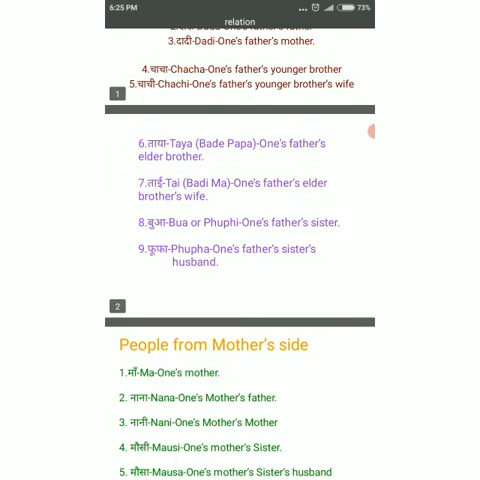 6:25 PM
73%
relation
3.दादी-Dadi-One's father's mother.
4.चाचा-Chacha-One's father's younger brother
5.चाची-Chachi-One's father's younger brother's wife
1
6.ताया-Taya (Bade Papa)-One's father's
elder brother.
7.ताई-Tai (Badi Ma)-One's father's elder
brother's wife.
8.बुआ-Bua or Phuphi-One's father's sister.
9.फूफा-Phupha-One's father's sister's
husband.
2
People from Mother's side
1.माँ-Ma-One's mother.
2. नाना-Nana-One's Mother's father.
3. नानी-Nani-One's Mother's Mother
4. मौसी-Mausi-One's mother's Sister.
5. मौसा-Mausa-One's mother's Sister's husband